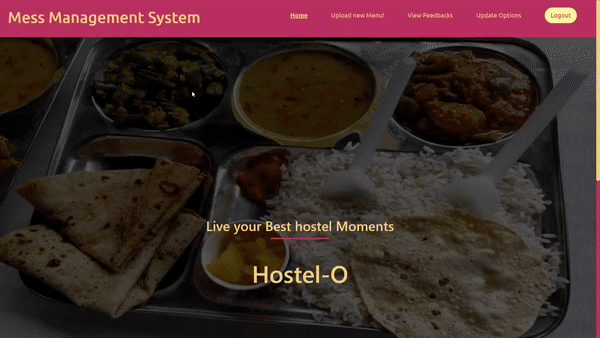 Mess Management System
Home
Upload new Menu!
View Feedbacks
Update Options
Logout
Live your Best hostel Moments
Hostel-O